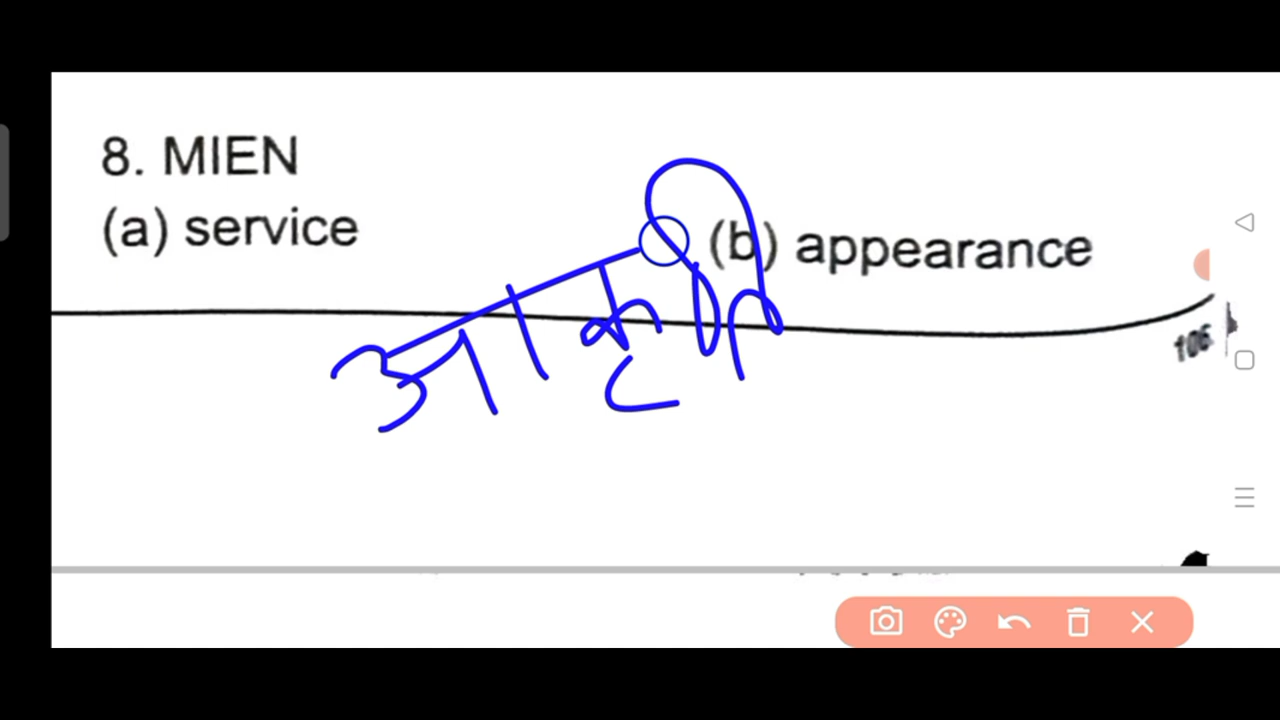 8. MIEN
(a) service (b) appearance
आकृति
106